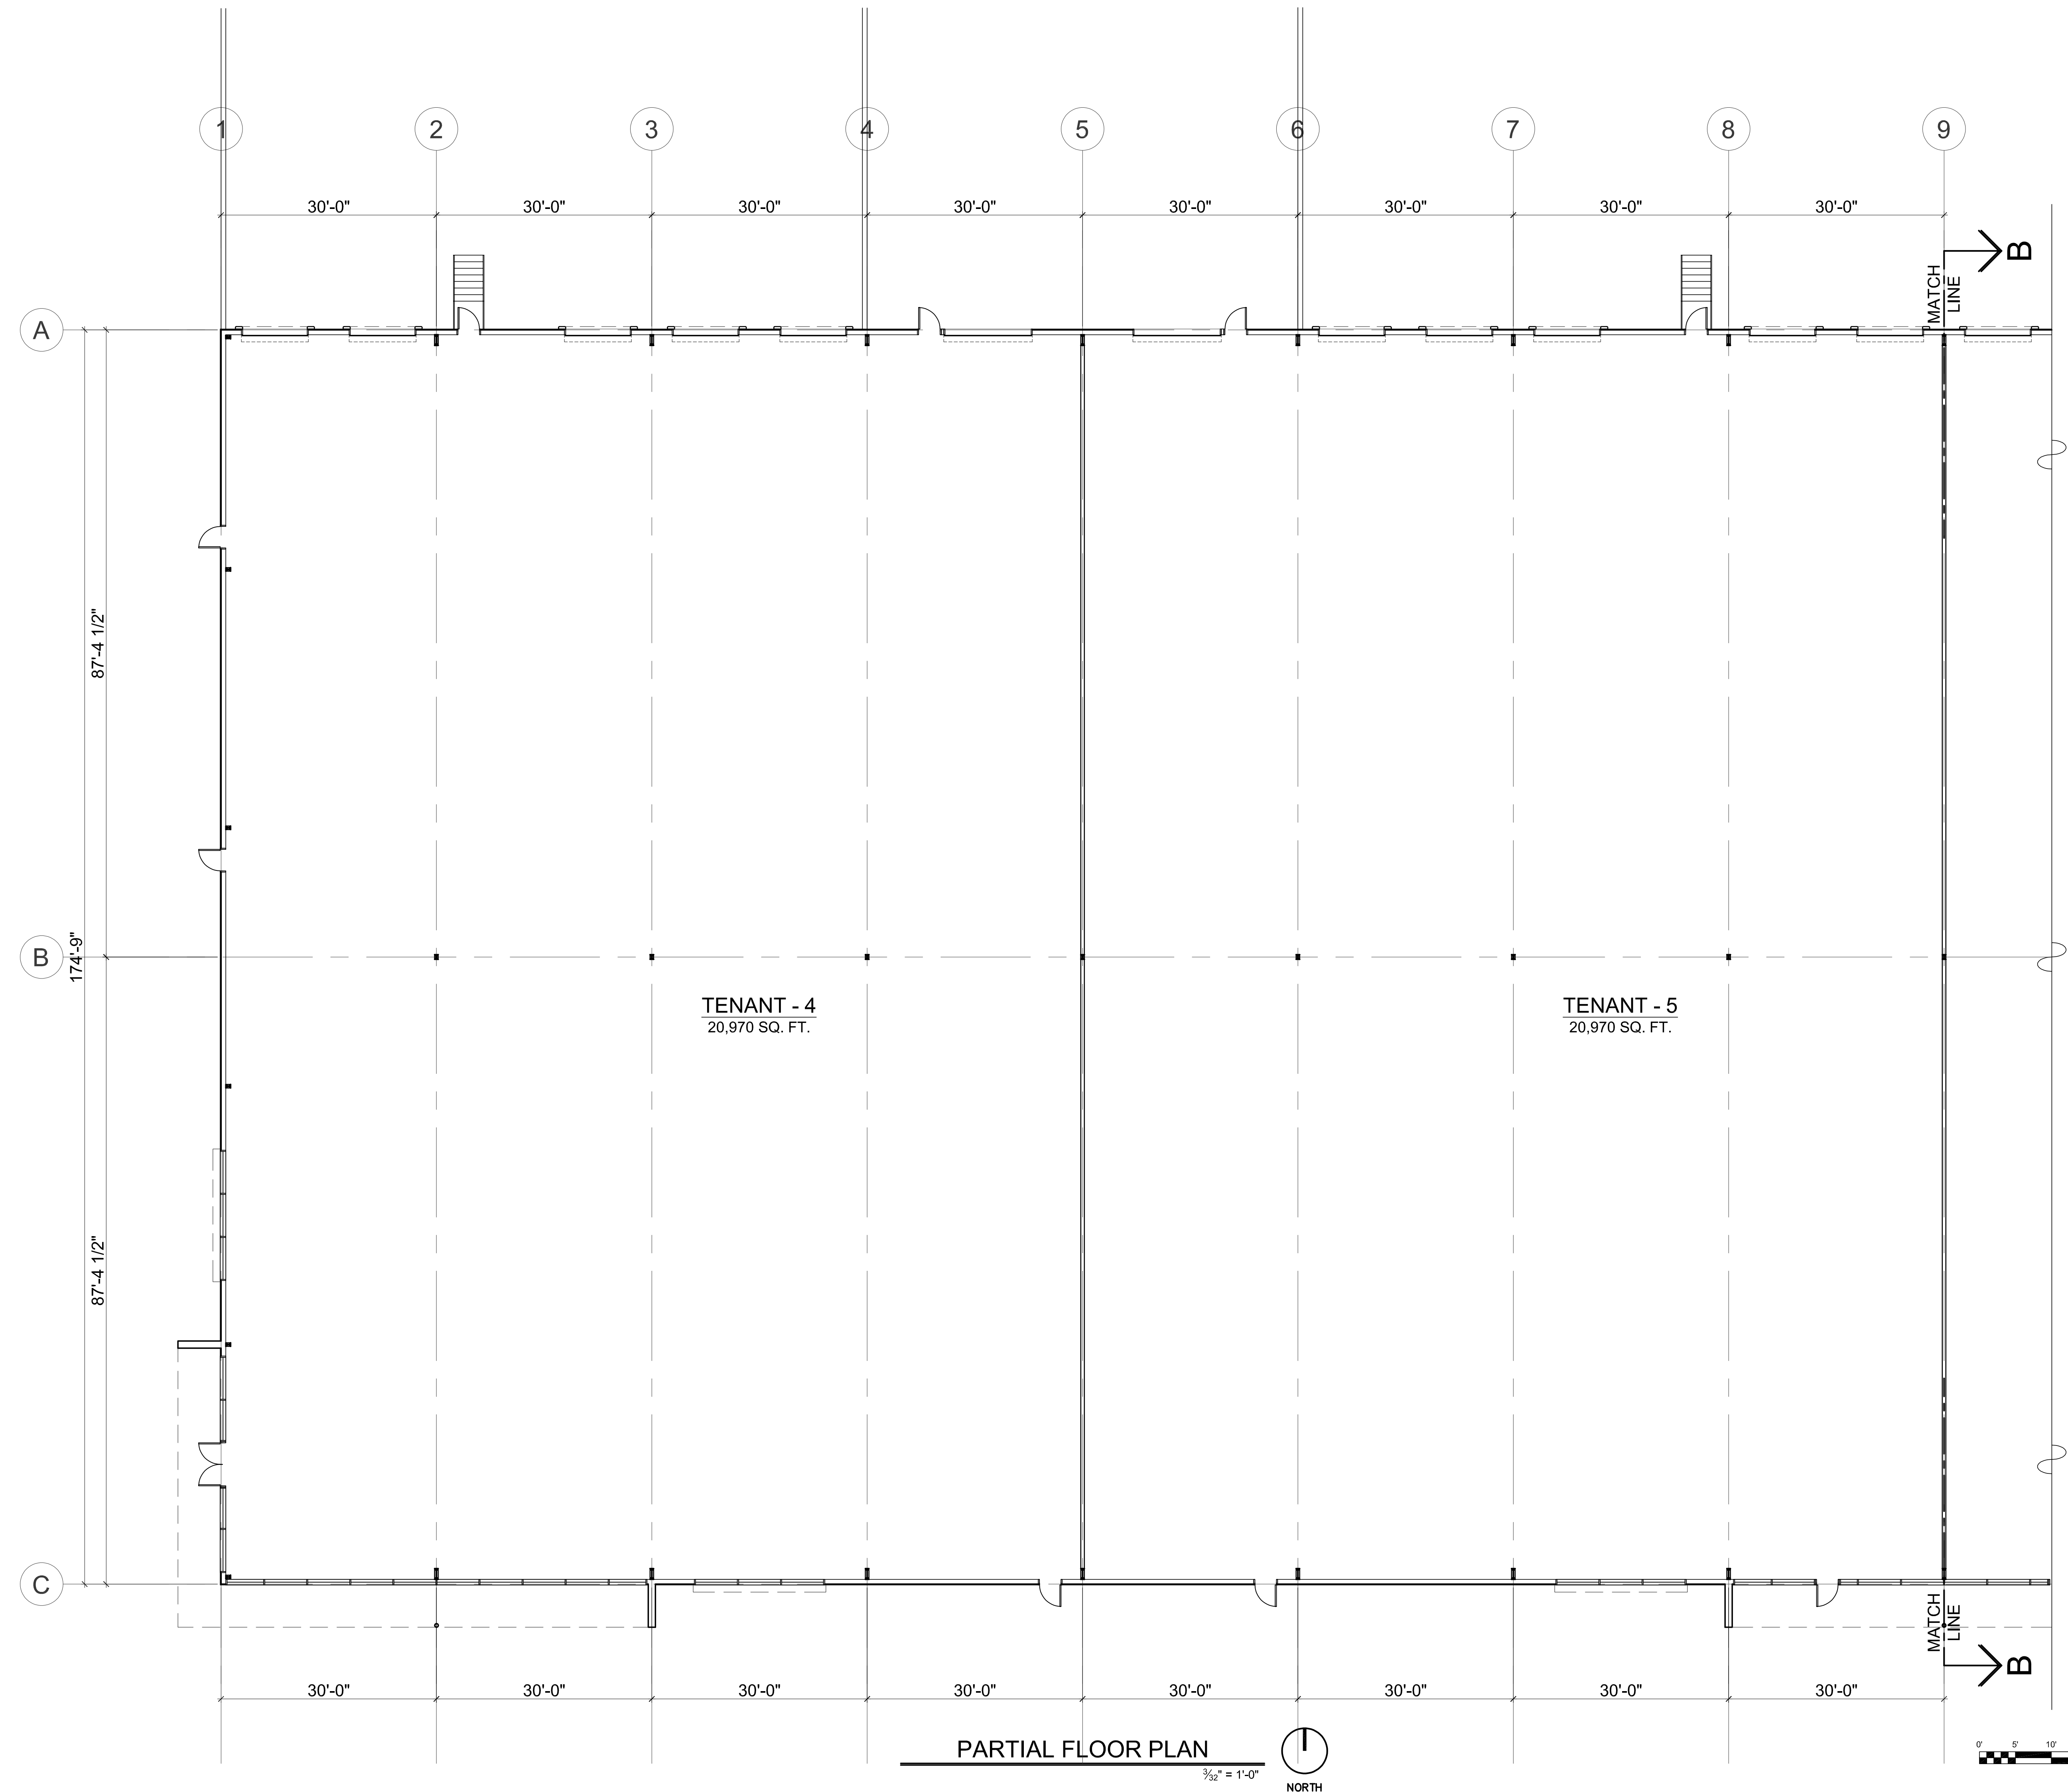 1 2 3 4 5 6 7 8 9
30'-0" 30'-0" 30'-0" 30'-0" 30'-0" 30'-0" 30'-0" 30'-0"
B
MATCH
LINE
A
87'-4 1/2"
B
174'-9"
TENANT - 4
20,970 SQ. FT.
TENANT - 5
20,970 SQ. FT.
87'-4 1/2"
C
MATCH
LINE
B
30'-0" 30'-0" 30'-0" 30'-0" 30'-0" 30'-0" 30'-0" 30'-0"
PARTIAL FLOOR PLAN
3/32" = 1'-0"
NORTH
0' 5' 10'